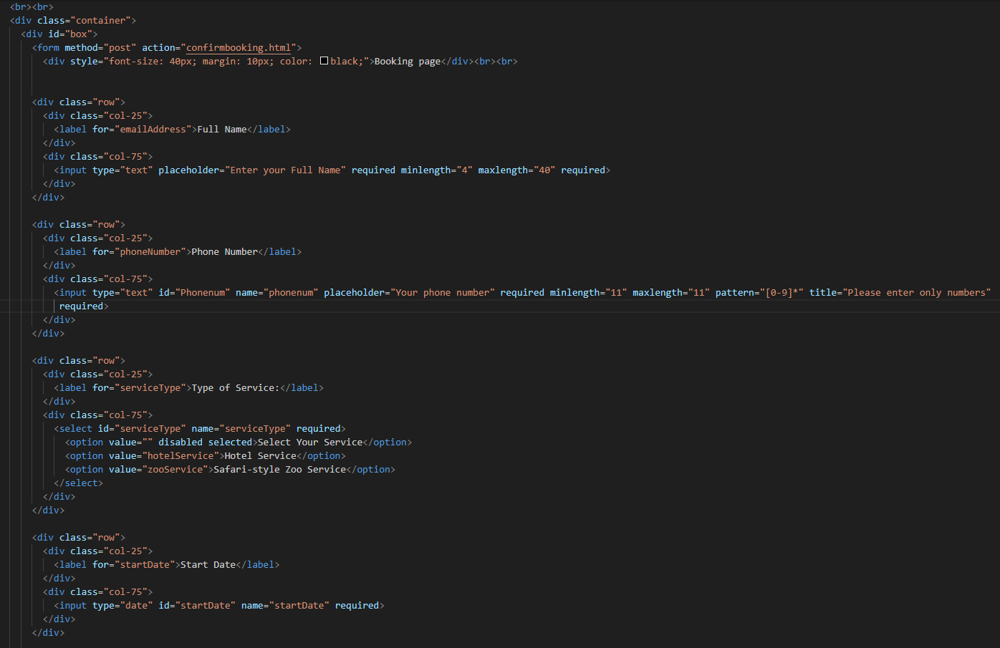 <br><br>
<div class="container">
<div id="box">
<form method="post" action="confirmbooking.html">
<div style="font-size: 40px; margin: 10px; color: black;">Booking page</div><br><br>
<div class="row">
<div class="col-25">
<label for="emailAddress">Full Name</label>
</div>
<div class="col-75">
<input type="text" placeholder="Enter your Full Name" required minlength="4" maxlength="40" required>
</div>
</div>
<div class="row">
<div class="col-25">
<label for="phoneNumber">Phone Number</label>
</div>
<div class="col-75">
<input type="text" id="Phonenum" name="phonenum" placeholder="Your phone number" required minlength="11" maxlength="11" pattern="[0-9]*" title="Please enter only numbers"
required>
</div>
</div>
<div class="row">
<div class="col-25">
<label for="serviceType">Type of Service:</label>
</div>
<div class="col-75">
<select id="serviceType" name="serviceType" required>
<option value="" disabled selected>Select Your Service</option>
<option value="hotelService">Hotel Service</option>
<option value="zooService">Safari-style Zoo Service</option>
</select>
</div>
</div>
<div class="row">
<div class="col-25">
<label for="startDate">Start Date</label>
</div>
<div class="col-75">
<input type="date" id="startDate" name="startDate" required>
</div>
</div>